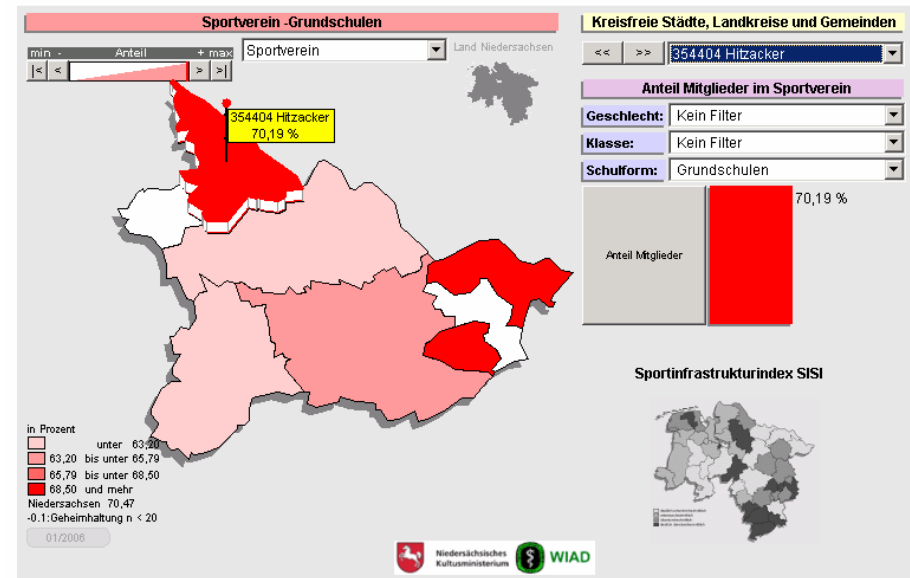 Sportverein -Grundschulen
min - Anteil + max
|< < > >|
Sportverein
Land Niedersachsen
354404 Hitzacker
70,19 %
in Prozent
unter 63,20
63,20 bis unter 65,79
65,79 bis unter 68,50
68,50 und mehr
Niedersachsen 70,47
-0.1:Geheimhaltung n < 20
01/2006
Kreisfreie Städte, Landkreise und Gemeinden
<< >> 354404 Hitzacker
Anteil Mitglieder im Sportverein
Geschlecht: Kein Filter
Klasse: Kein Filter
Schulform: Grundschulen
Anteil Mitglieder
70,19 %
Sportinfrastrukturindex SISI
Niedersächsisches
Kultusministerium
WIAD